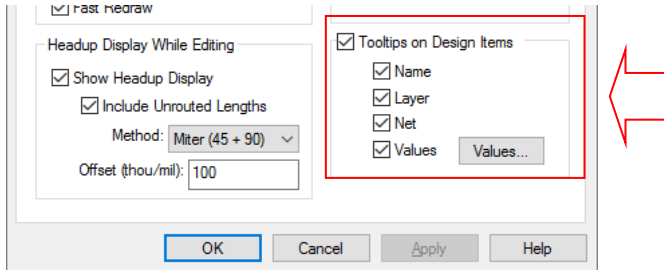 Fast Redraw
Headup Display While Editing
Show Headup Display
Include Unrouted Lengths
Method: Miter (45 + 90)
Offset (thou/mil): 100
Tooltips on Design Items
Name
Layer
Net
Values Values...
OK Cancel Apply Help